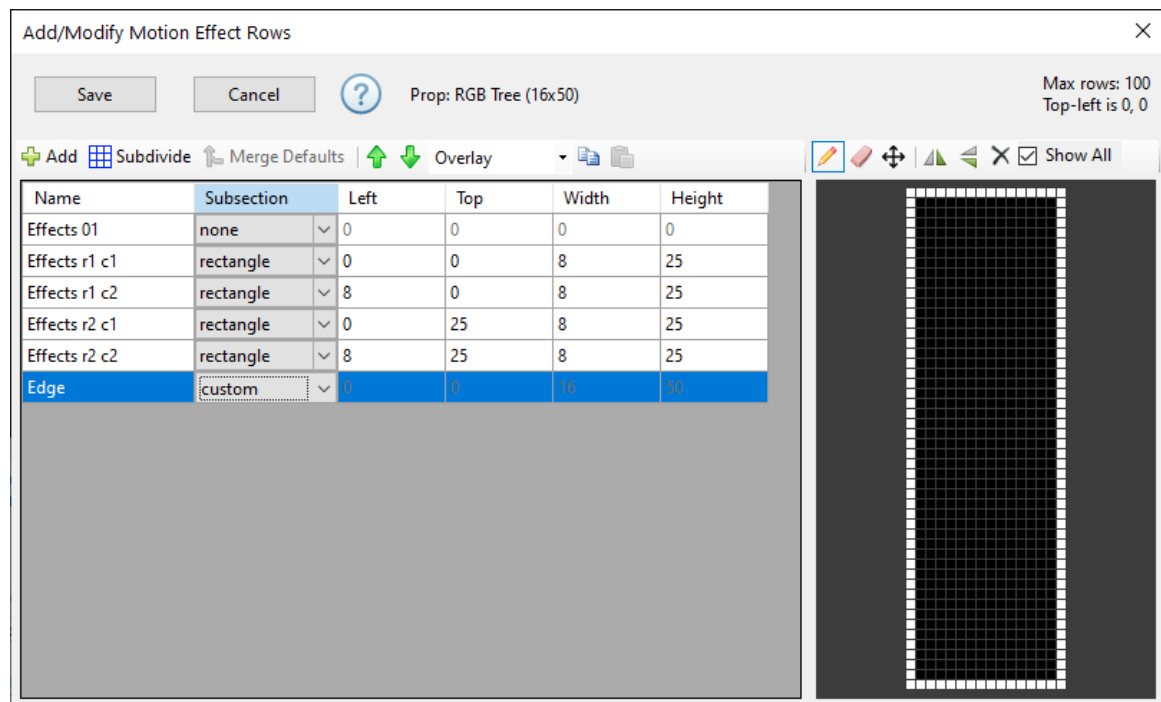 Add/Modify Motion Effect Rows
Save Cancel ? Prop: RGB Tree (16x50)
Max rows: 100
Top-left is 0, 0
Add Subdivide Merge Defaults Overlay Show All
Name Subsection Left Top Width Height
Effects 01 none 0 0 0 0
Effects r1 c1 rectangle 0 0 8 25
Effects r1 c2 rectangle 8 0 8 25
Effects r2 c1 rectangle 0 25 8 25
Effects r2 c2 rectangle 8 25 8 25
Edge custom 0 0 16 50